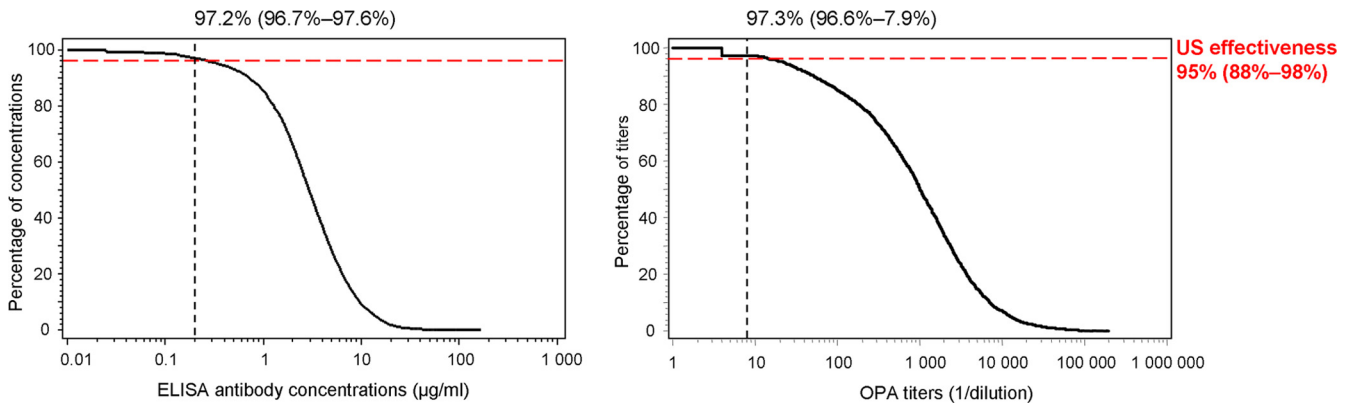 97.2% (96.7%–97.6%)
100
80
60
40
20
0
Percentage of concentrations
0.01 0.1 1 10 100 1 000
ELISA antibody concentrations (µg/ml)
97.3% (96.6%–7.9%)
100
80
60
40
20
0
Percentage of titers
1 10 100 1 000 10 000 100 000 1 000 000
OPA titers (1/dilution)
US effectiveness
95% (88%–98%)